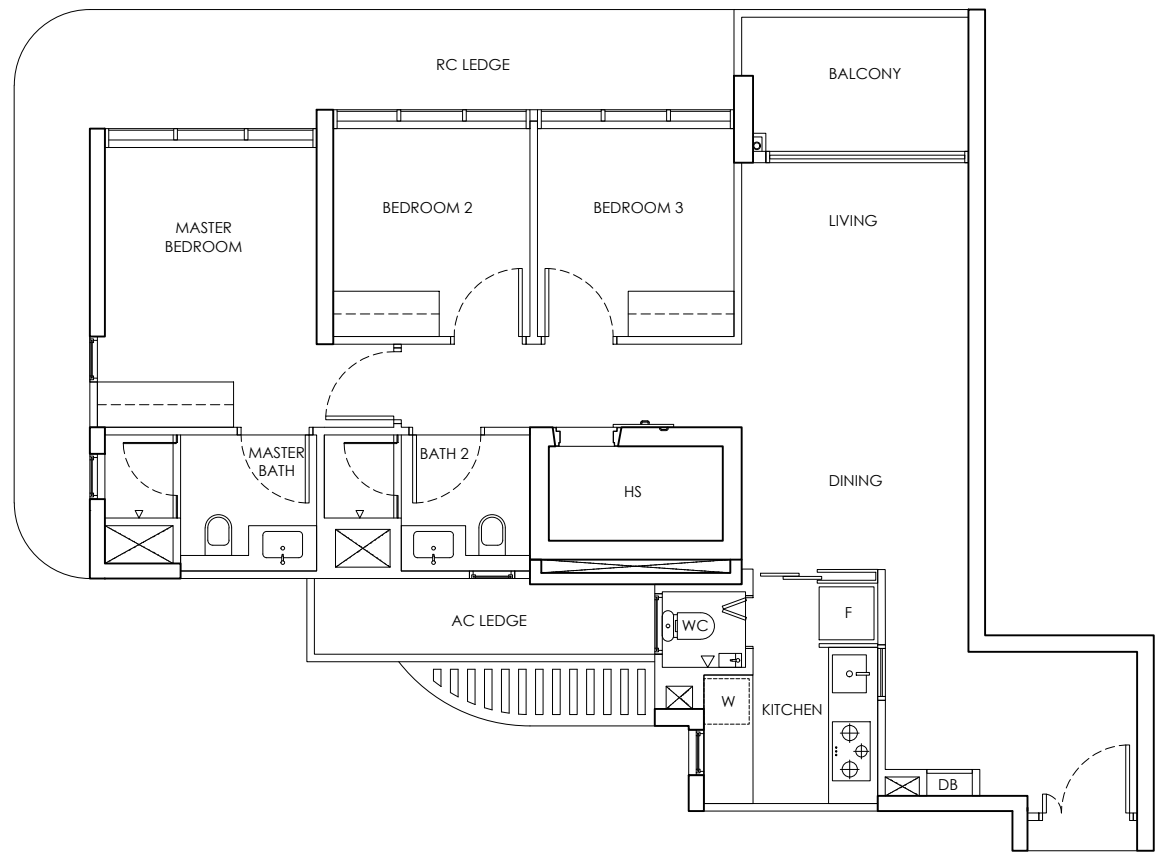 RC LEDGE
BALCONY
MASTER
BEDROOM
BEDROOM 2
BEDROOM 3
LIVING
MASTER
BATH
BATH 2
HS
DINING
AC LEDGE
WC
F
W
KITCHEN
DB